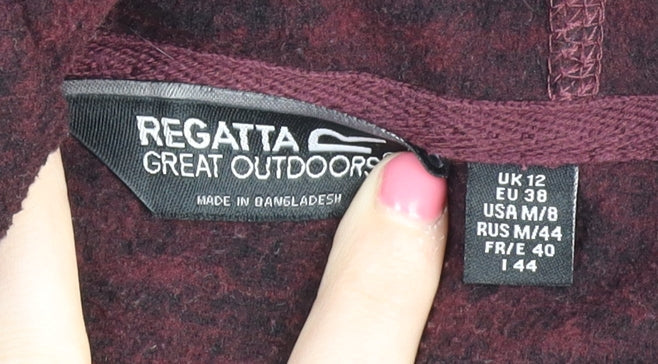 REGATTA
GREAT OUTDOORS
MADE IN BANGLADESH
UK 12
EU 38
USA M/8
RUS M/44
FR/E 40
I 44